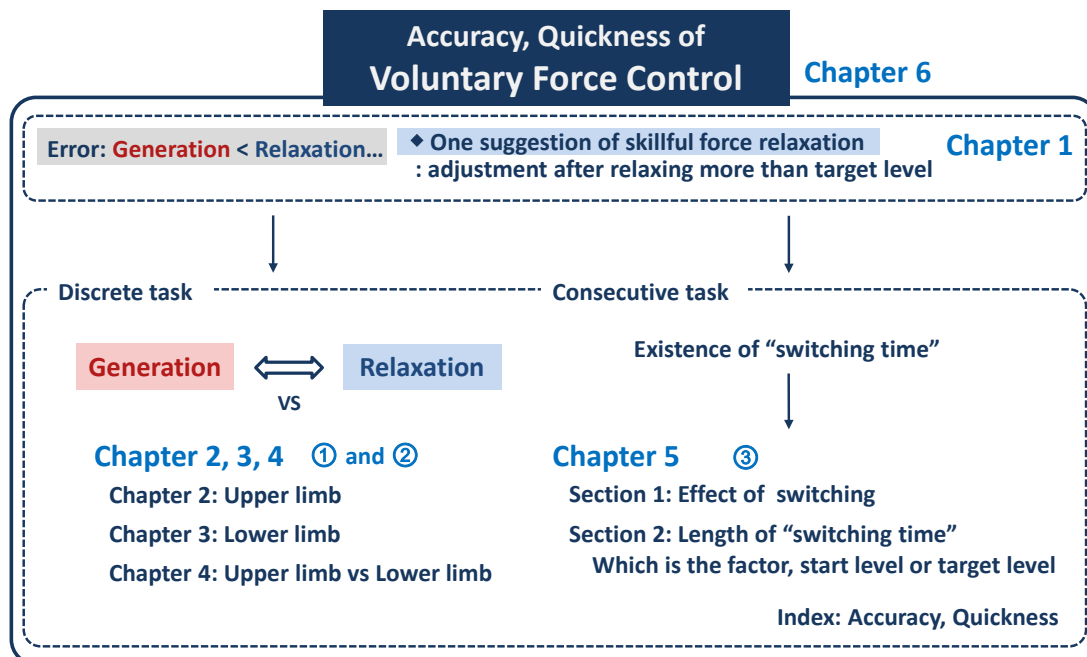 Accuracy, Quickness of
Voluntary Force Control
Chapter 6
Error: Generation < Relaxation...
◆ One suggestion of skillful force relaxation
: adjustment after relaxing more than target level
Chapter 1
Discrete task
Consecutive task
Generation
Relaxation
VS
Existence of “switching time”
Chapter 2, 3, 4 ① and ②
Chapter 2: Upper limb
Chapter 3: Lower limb
Chapter 4: Upper limb vs Lower limb
Chapter 5 ③
Section 1: Effect of switching
Section 2: Length of “switching time”
Which is the factor, start level or target level
Index: Accuracy, Quickness